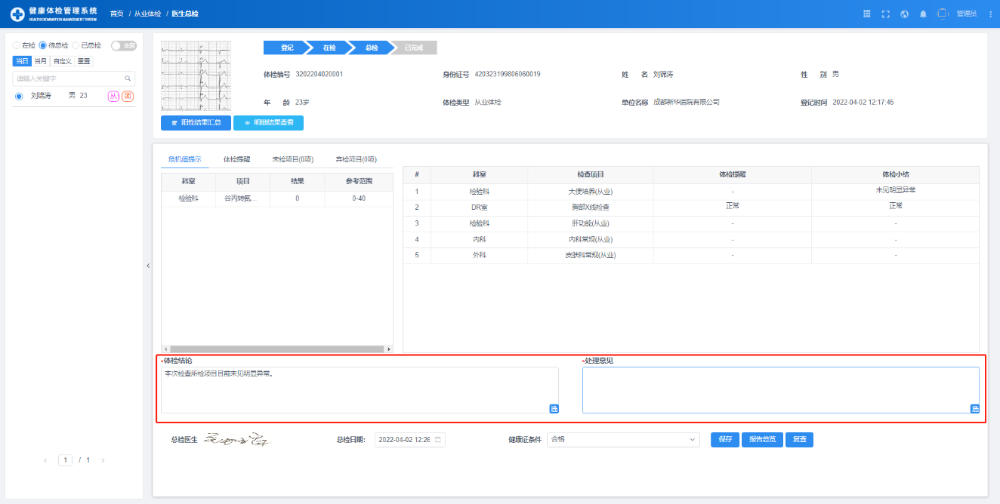 健康体检管理系统 首页 / 从业体检 / 医生总检 管理员
HEALTH EXAMINATION MANAGEMENT SYSTEM
在检 待总检 已总检
当日 当月 自定义 重置
请输入关键字
刘锦涛 男 23 从 团
< 1 / 1 >
登记 在检 总检 已完成
体检编号 3202204020001 身份证号 420323199806060019 姓 名 刘锦涛 性 别 男
年 龄 23岁 体检类型 从业体检 单位名称 成都新华医院有限公司 登记时间 2022-04-02 12:17:45
阳性结果汇总 明细结果查看
危机值提示 体检提醒 未检项目(0项) 弃检项目(0项)
科室 项目 结果 参考范围
检验科 谷丙转氨... 0 0-40
# 科室 检查项目 体检提醒 体检小结
1 检验科 大便培养(从业) - 未见明显异常
2 DR室 胸部X线检查 正常 正常
3 检验科 肝功能(从业) - -
4 内科 内科常规(从业) - -
5 外科 皮肤科常规(从业) - -
*体检结论
本次检查所检项目目前未见明显异常。
选
*处理意见
选
总检医生 总检日期: 2022-04-02 12:26 健康证条件 合格 保存 报告总览 复查